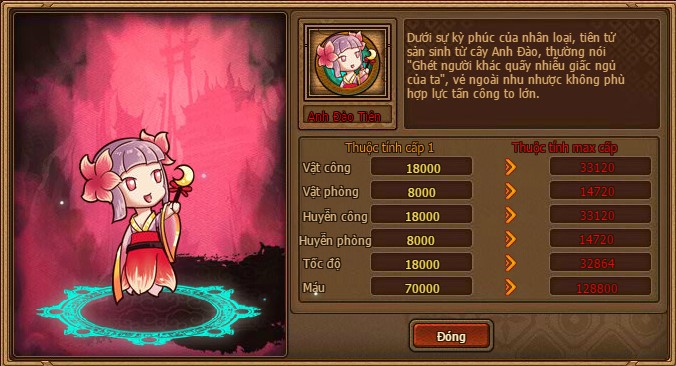 Dưới sự kỳ phúc của nhân loại, tiên tử
sản sinh từ cây Anh Đào, thường nói
"Ghét người khác quấy nhiễu giấc ngủ
của ta", vẻ ngoài nhu nhược không phù
hợp lực tấn công to lớn.
Anh Đào Tiên
Thuộc tính cấp 1 Thuộc tính max cấp
Vật công 18000 33120
Vật phòng 8000 14720
Huyễn công 18000 33120
Huyễn phòng 8000 14720
Tốc độ 18000 32864
Máu 70000 128800
Đóng